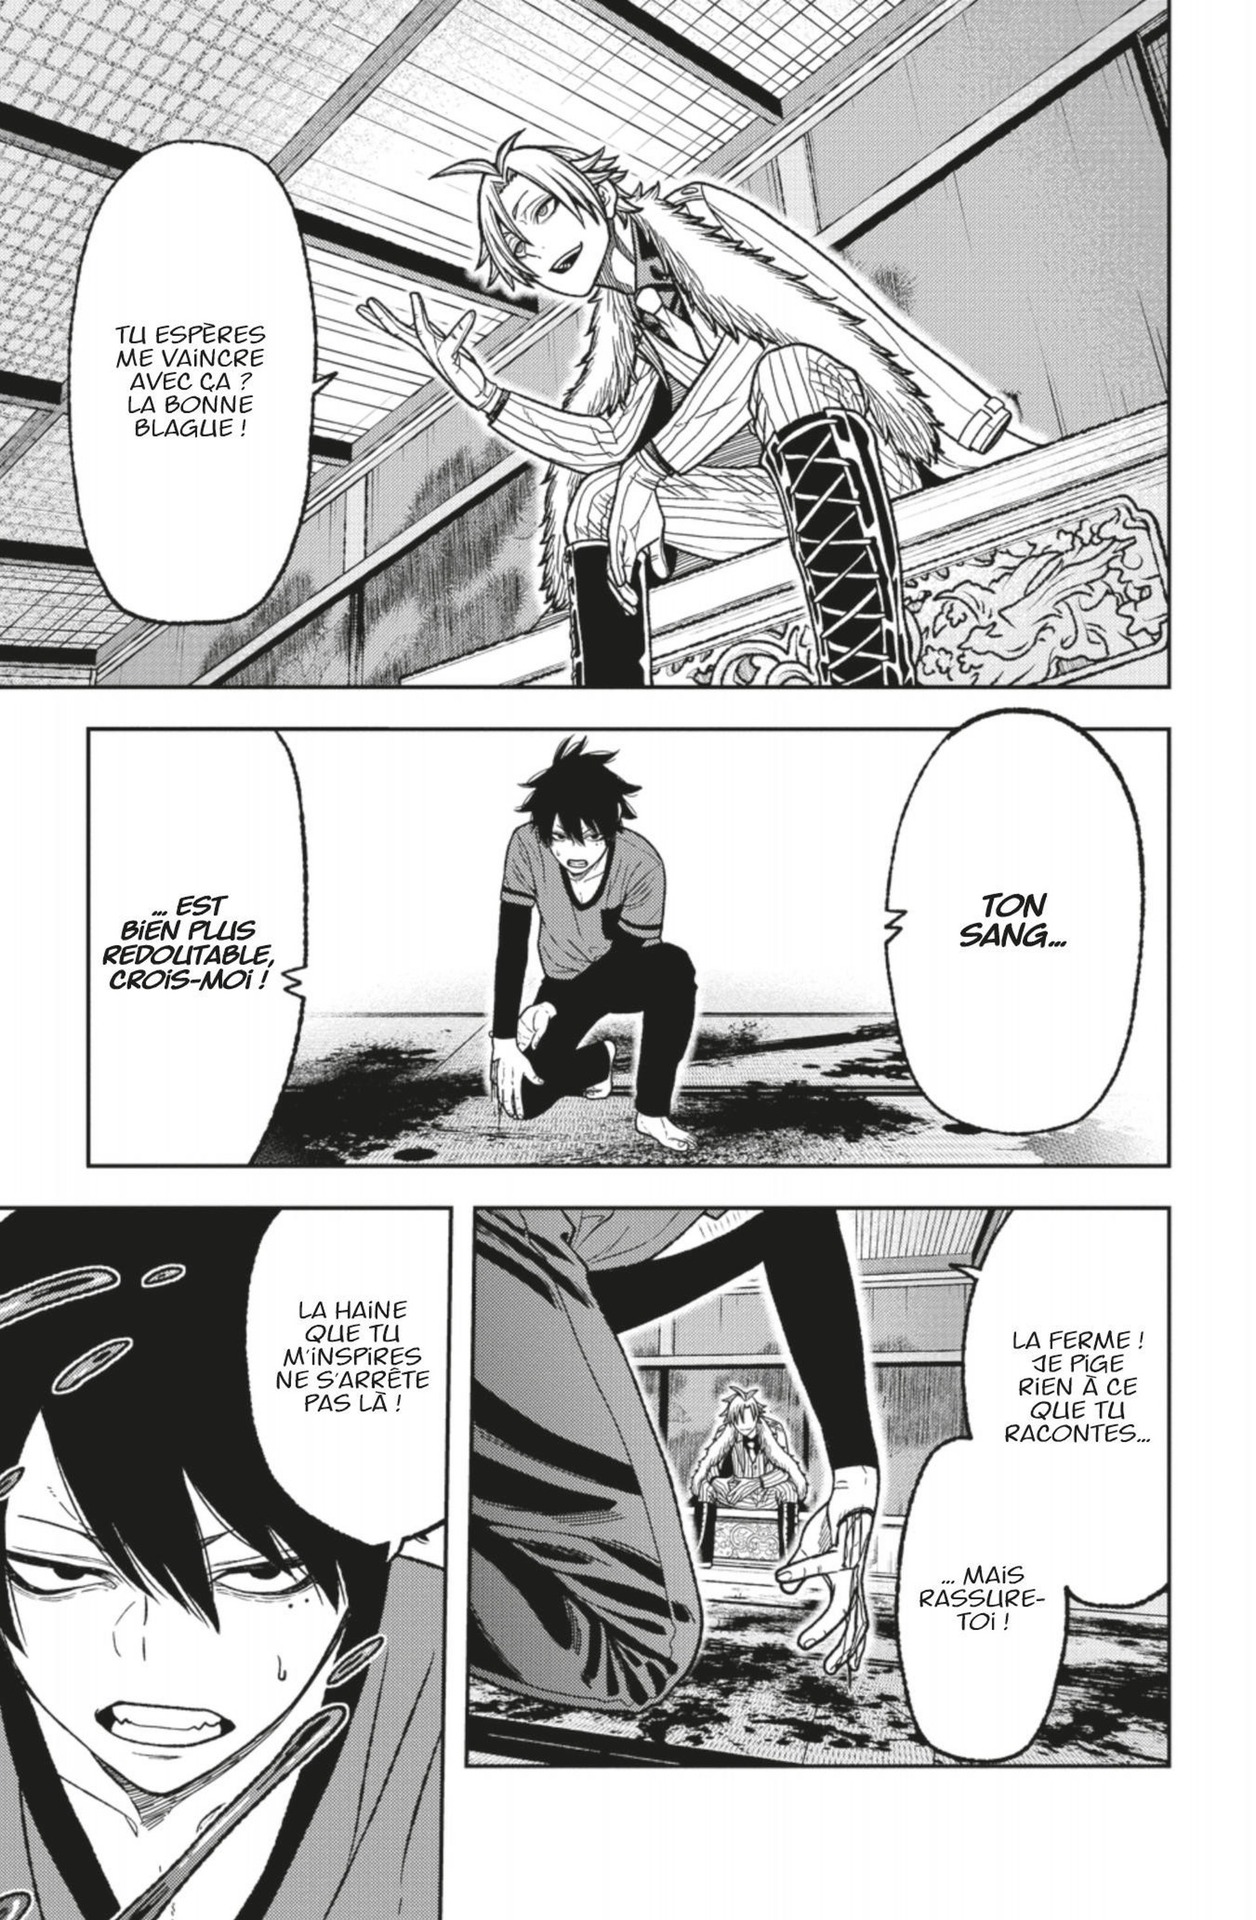 TU ESPÈRES
ME VAINCRE
AVEC ÇA ?
LA BONNE
BLAGUE !
TON
SANG...
... EST
BIEN PLUS
REDOUTABLE,
CROIS-MOI !
LA FERME !
JE PIGE
RIEN À CE
QUE TU
RACONTES...
... MAIS
RASSURE-
TOI !
LA HAINE
QUE TU
M'INSPIRES
NE S'ARRÊTE
PAS LÀ !